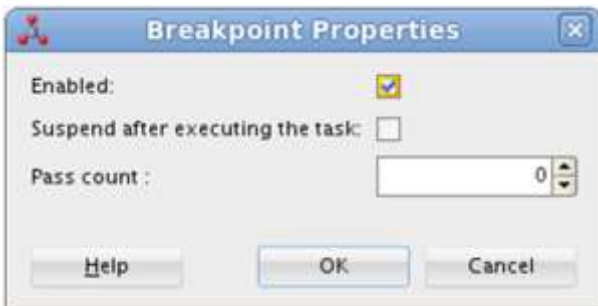 Breakpoint Properties
Enabled:
Suspend after executing the task:
Pass count :
0
Help
OK
Cancel